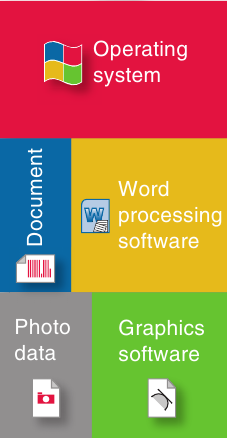 Operating
system
Document
W
Word
processing
software
Photo
data
Graphics
software